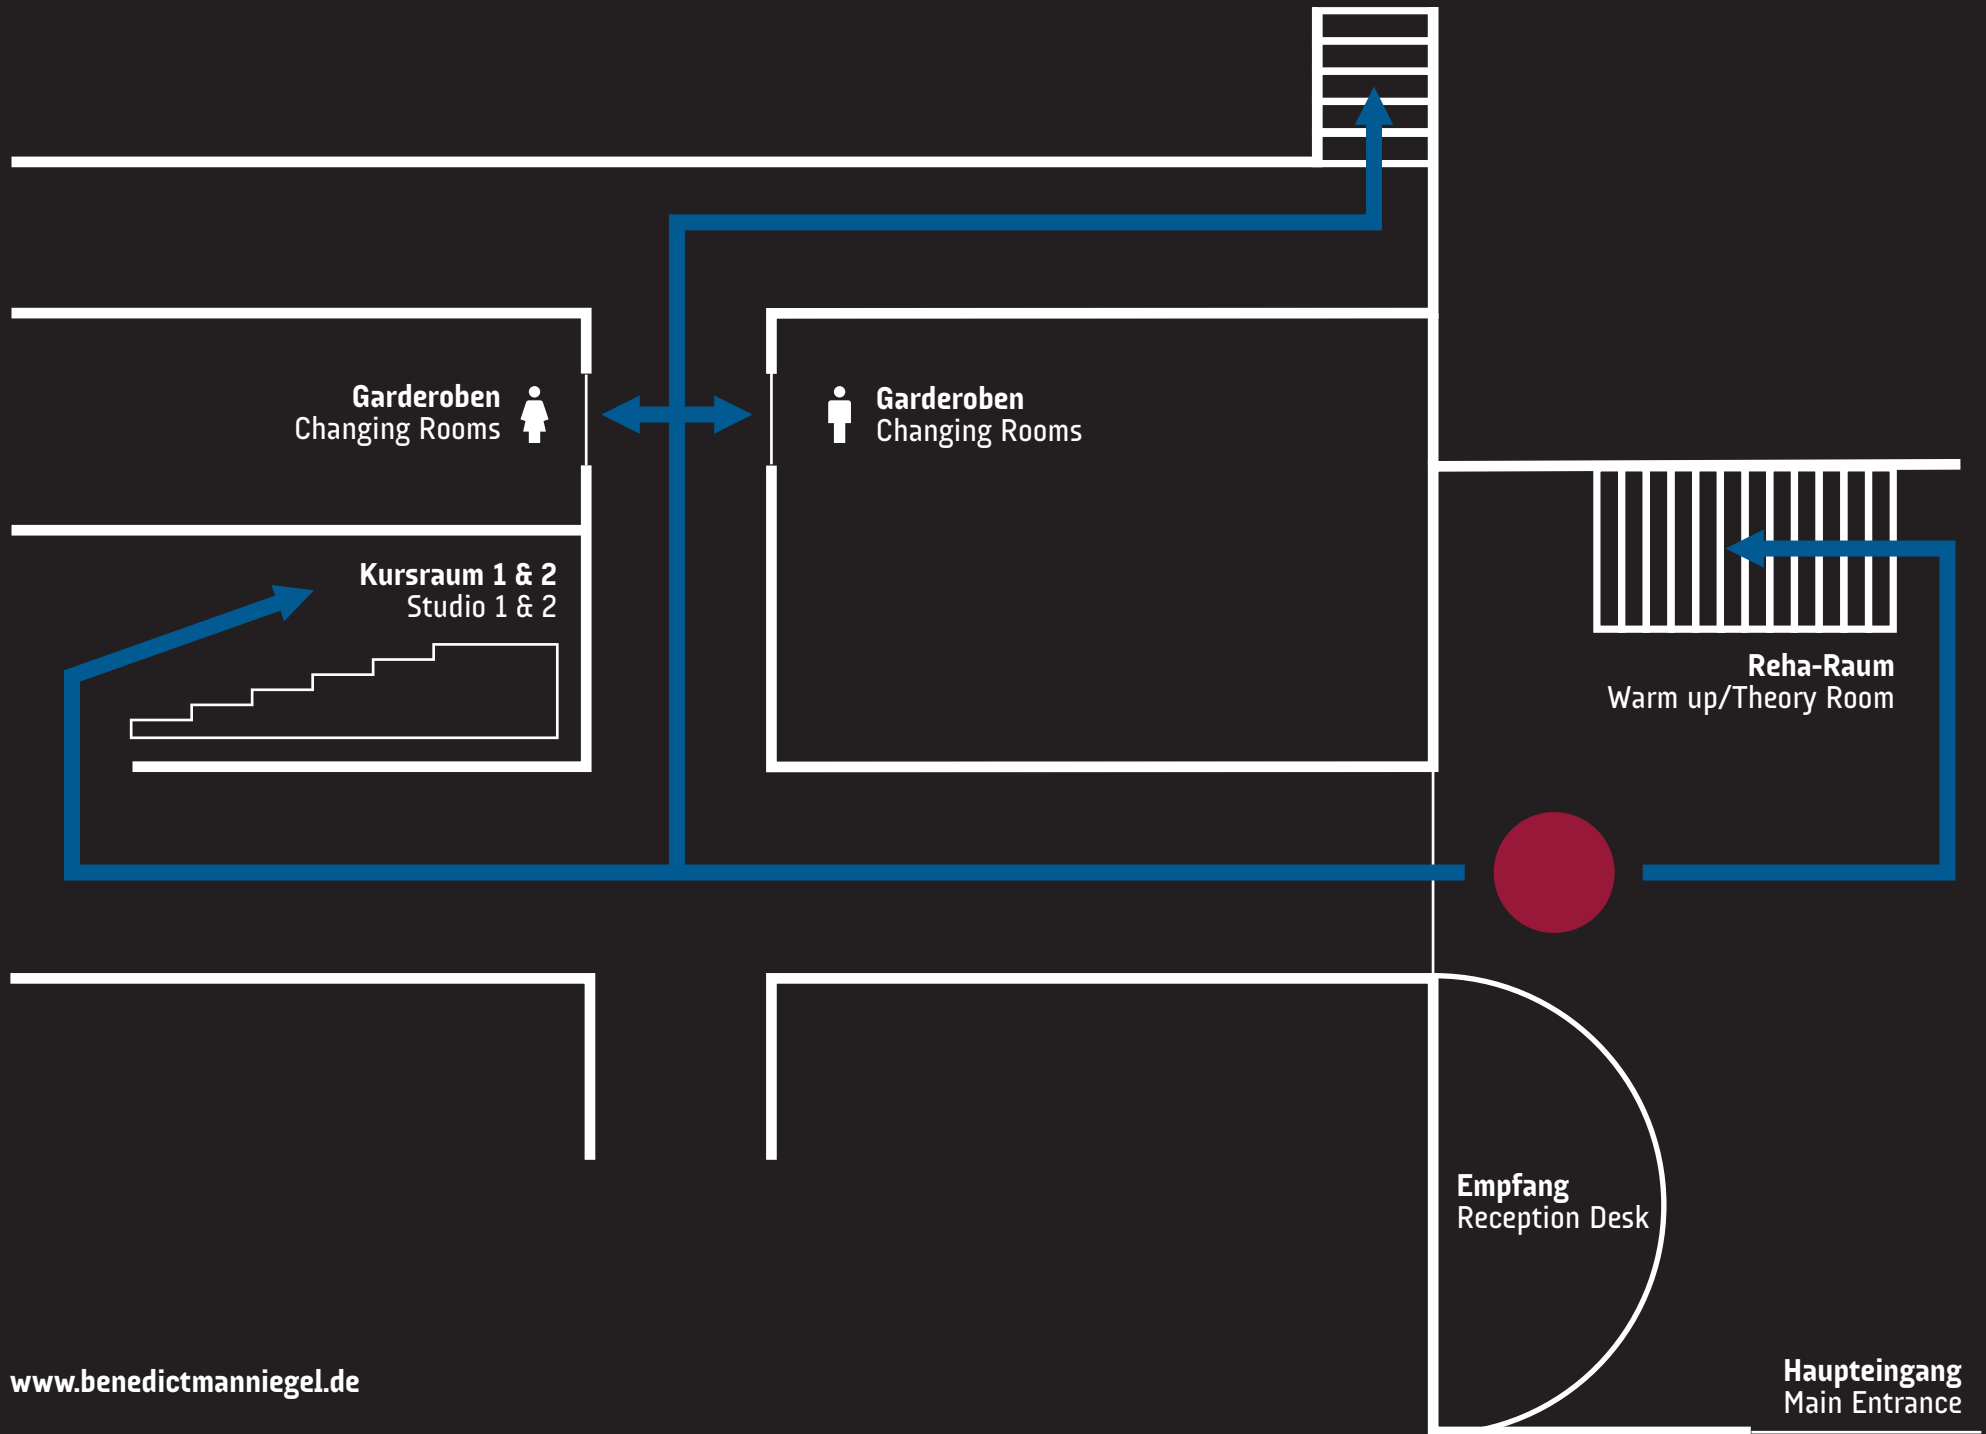 Garderoben
Changing Rooms
Garderoben
Changing Rooms
Kursraum 1 & 2
Studio 1 & 2
Reha-Raum
Warm up/Theory Room
Empfang
Reception Desk
www.benedictmanniegel.de
Haupteingang
Main Entrance